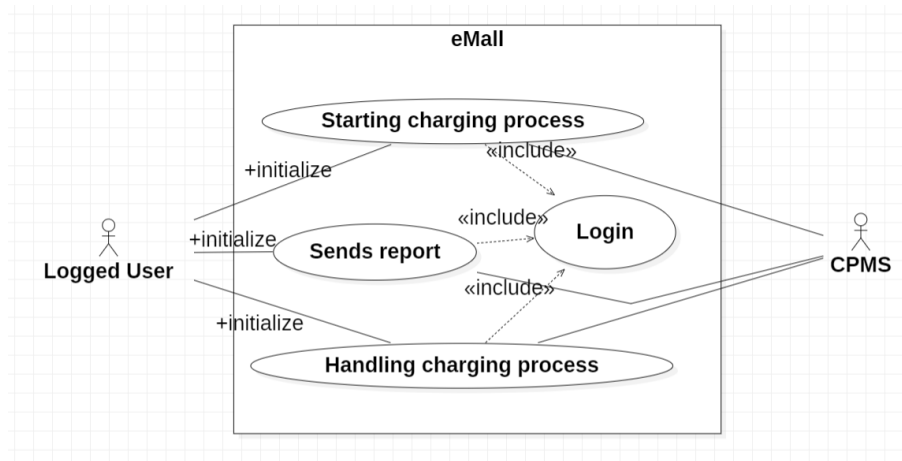 eMall
Starting charging process
«include»
+initialize
«include»
Login
+initialize
Sends report
Logged User
CPMS
«include»
+initialize
Handling charging process